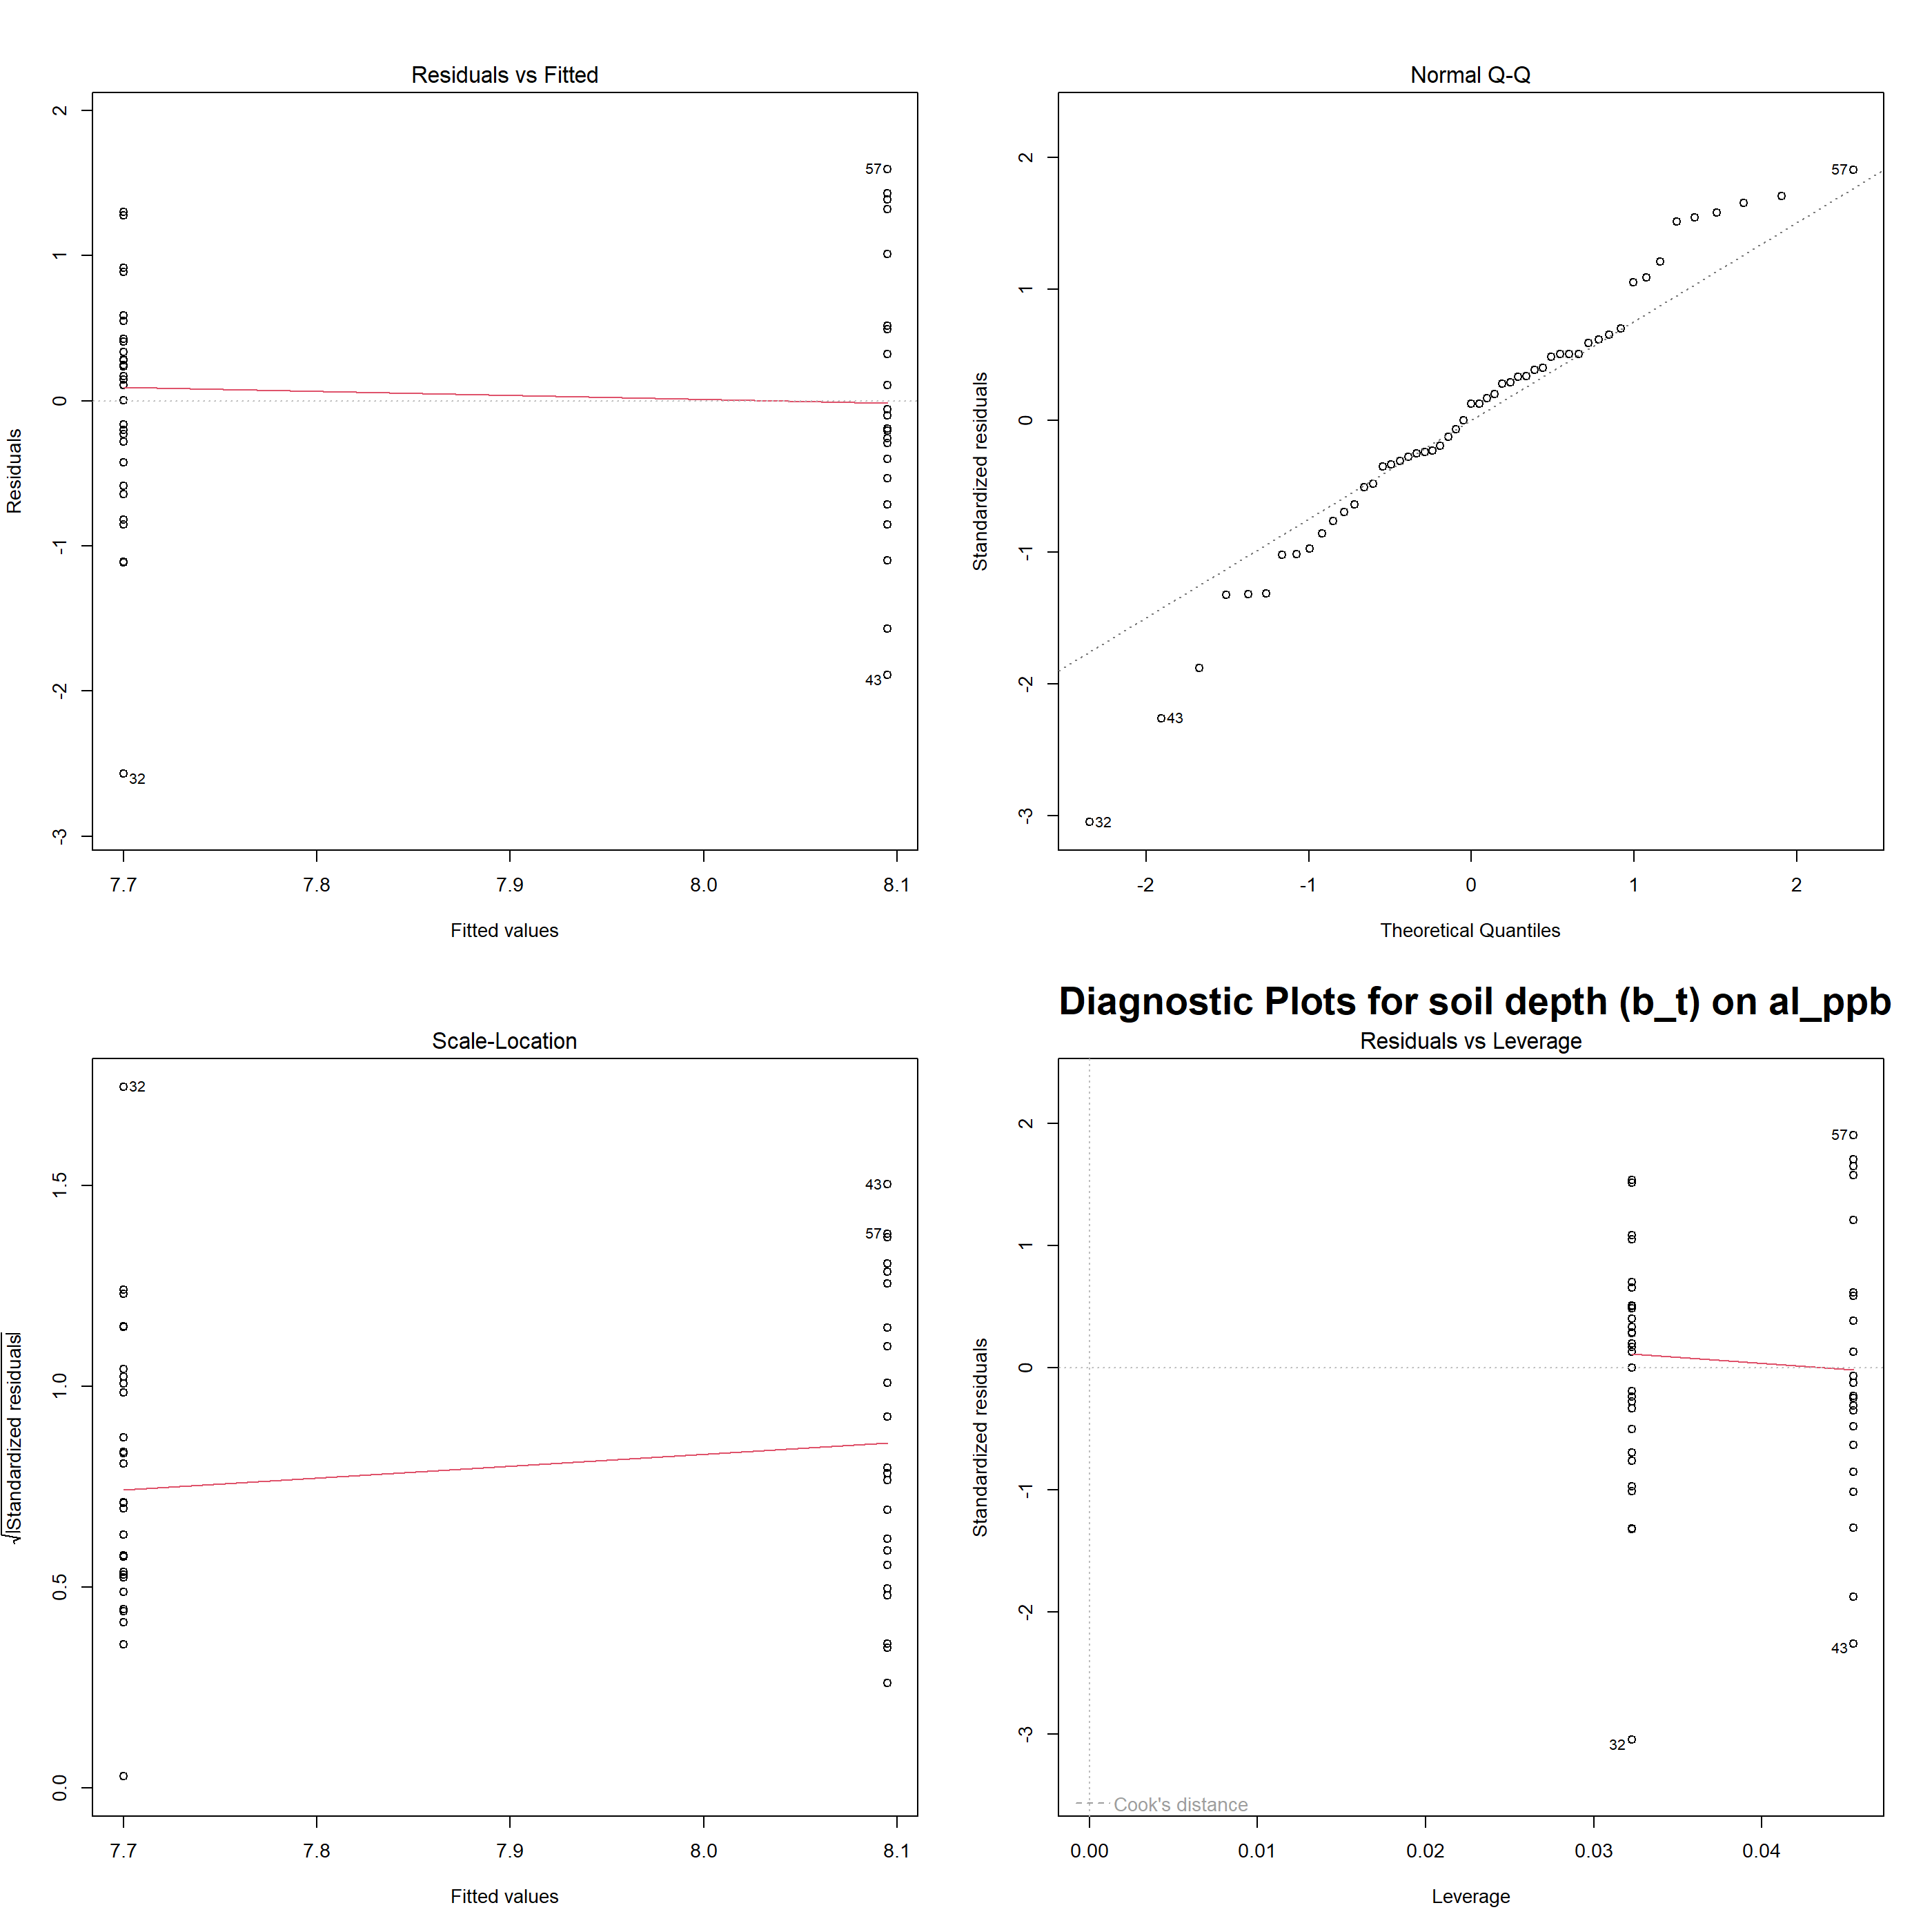 Residuals vs Fitted
2
1
0
-1
-2
-3
Residuals
57
43
32
7.7 7.8 7.9 8.0 8.1
Fitted values
Normal Q-Q
2
1
0
-1
-2
-3
Standardized residuals
57
43
32
-2 -1 0 1 2
Theoretical Quantiles
Scale-Location
1.5
1.0
0.5
0.0
√|Standardized residuals|
32
43
57
7.7 7.8 7.9 8.0 8.1
Fitted values
Diagnostic Plots for soil depth (b_t) on al_ppb
Residuals vs Leverage
2
1
0
-1
-2
-3
Standardized residuals
57
43
32
Cook's distance
0.00 0.01 0.02 0.03 0.04
Leverage